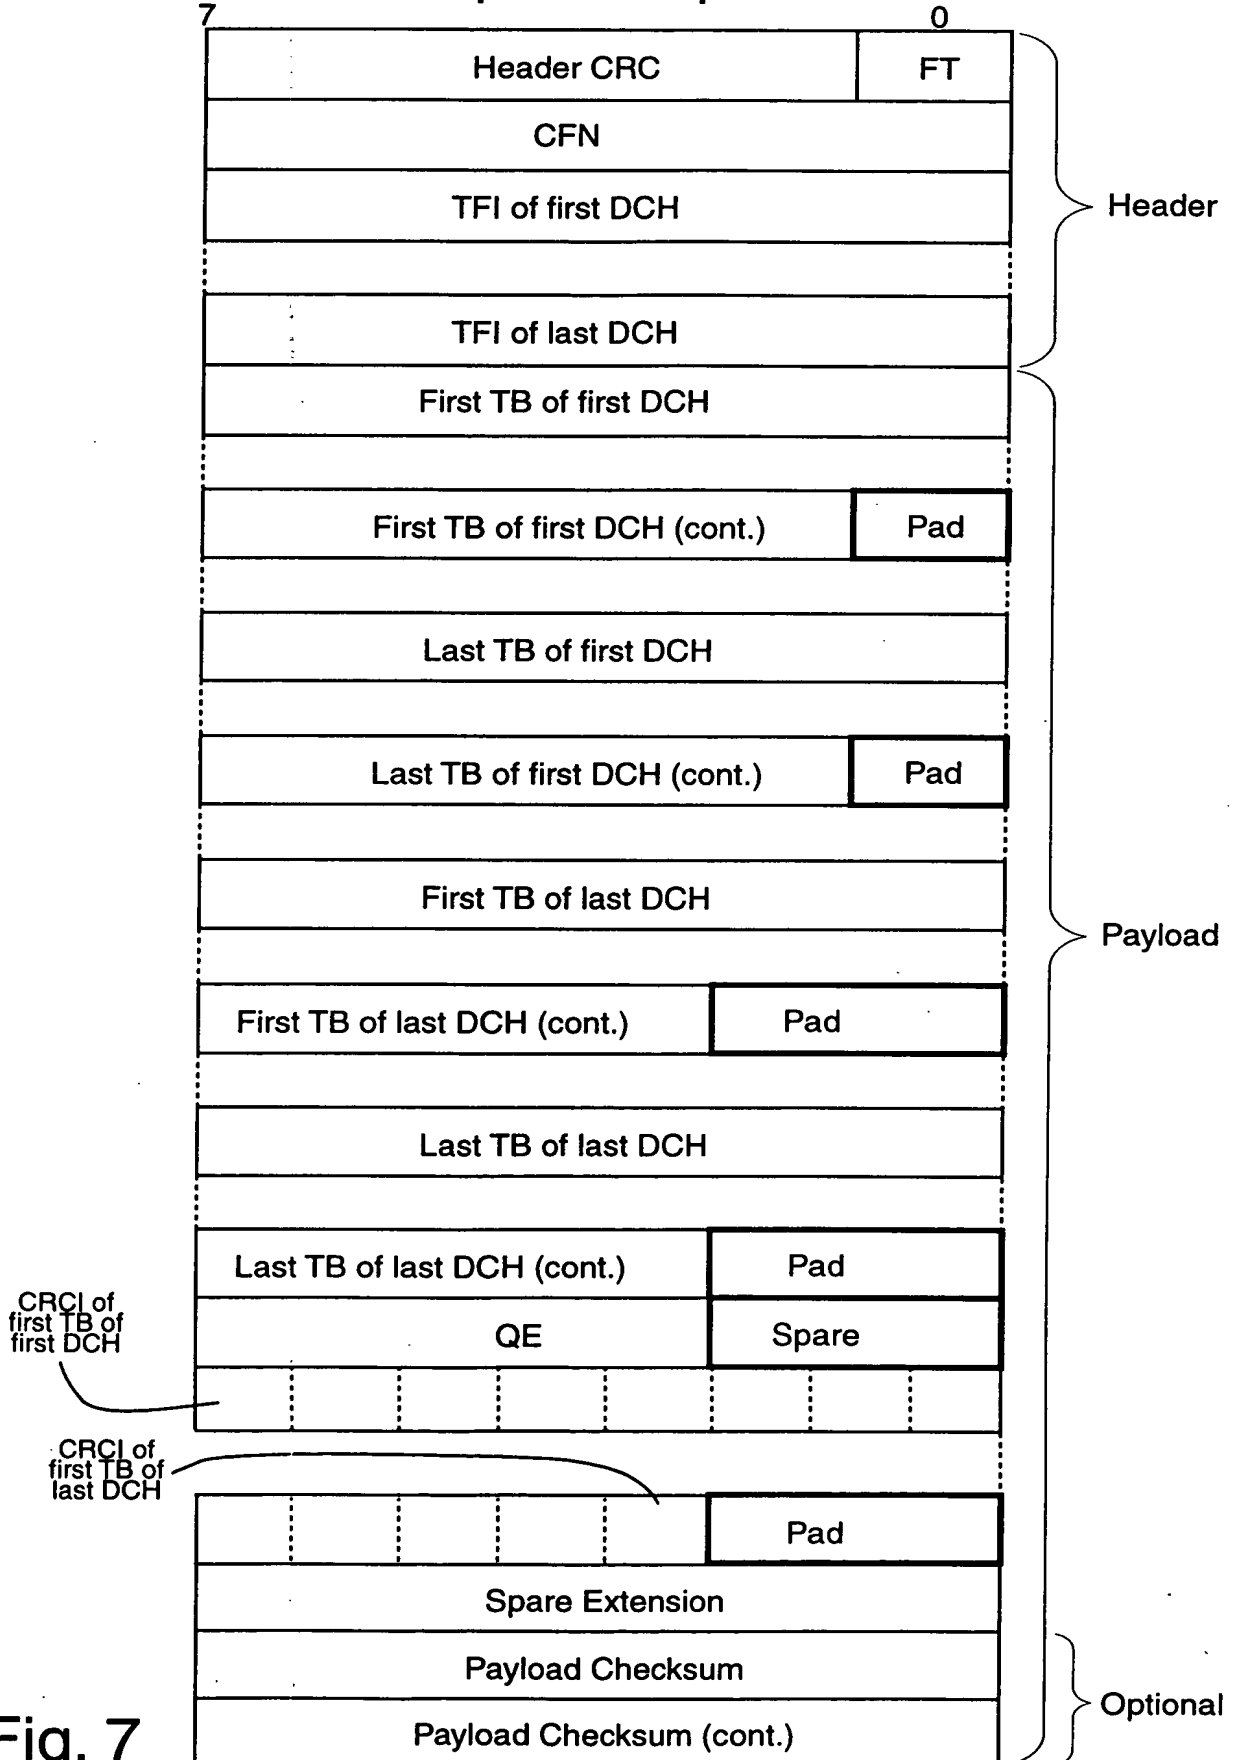 7 0
Header CRC FT
CFN
TFI of first DCH
Header
TFI of last DCH
First TB of first DCH
First TB of first DCH (cont.) Pad
Last TB of first DCH
Last TB of first DCH (cont.) Pad
First TB of last DCH
Payload
First TB of last DCH (cont.) Pad
Last TB of last DCH
Last TB of last DCH (cont.) Pad
CRCI of
first TB of
first DCH
QE Spare
CRCI of
first TB of
last DCH
Pad
Spare Extension
Payload Checksum
Optional
Payload Checksum (cont.)
Fig. 7